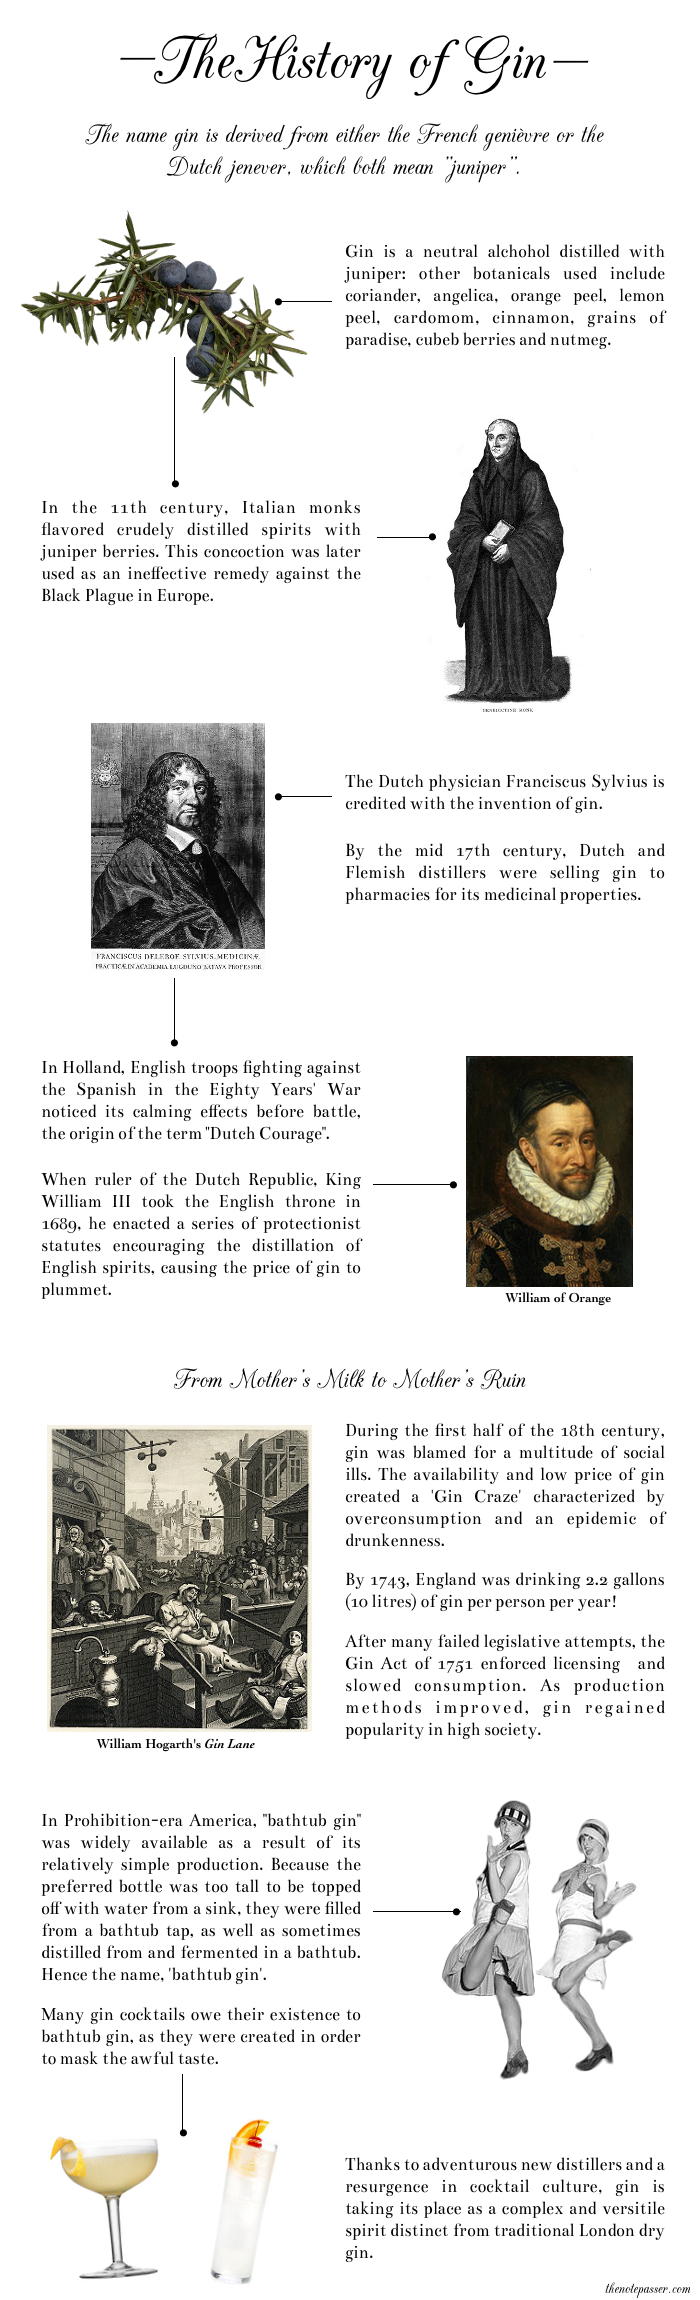 The History of Gin
The name gin is derived from either the French genièvre or the
Dutch jenever, which both mean "juniper".
Gin is a neutral alchohol distilled with
juniper: other botanicals used include
coriander, angelica, orange peel, lemon
peel, cardomom, cinnamon, grains of
paradise, cubeb berries and nutmeg.
In the 11th century, Italian monks
flavored crudely distilled spirits with
juniper berries. This concoction was later
used as an ineffective remedy against the
Black Plague in Europe.
BENEDICTINE MONK
The Dutch physician Franciscus Sylvius is
credited with the invention of gin.
By the mid 17th century, Dutch and
Flemish distillers were selling gin to
pharmacies for its medicinal properties.
FRANCISCUS DELEBOE, SYLVIUS, MEDICINÆ
PRACTICÆ IN ACADEMIA LUGDUNO BATAVA PROFESSOR
In Holland, English troops fighting against
the Spanish in the Eighty Years' War
noticed its calming effects before battle,
the origin of the term "Dutch Courage".
When ruler of the Dutch Republic, King
William III took the English throne in
1689, he enacted a series of protectionist
statutes encouraging the distillation of
English spirits, causing the price of gin to
plummet.
William of Orange
From Mother's Milk to Mother's Ruin
During the first half of the 18th century,
gin was blamed for a multitude of social
ills. The availability and low price of gin
created a 'Gin Craze' characterized by
overconsumption and an epidemic of
drunkenness.
By 1743, England was drinking 2.2 gallons
(10 litres) of gin per person per year!
After many failed legislative attempts, the
Gin Act of 1751 enforced licensing and
slowed consumption. As production
methods improved, gin regained
popularity in high society.
William Hogarth's Gin Lane
In Prohibition-era America, "bathtub gin"
was widely available as a result of its
relatively simple production. Because the
preferred bottle was too tall to be topped
off with water from a sink, they were filled
from a bathtub tap, as well as sometimes
distilled from and fermented in a bathtub.
Hence the name, 'bathtub gin'.
Many gin cocktails owe their existence to
bathtub gin, as they were created in order
to mask the awful taste.
Thanks to adventurous new distillers and a
resurgence in cocktail culture, gin is
taking its place as a complex and versitile
spirit distinct from traditional London dry
gin.
thenotepasser.com